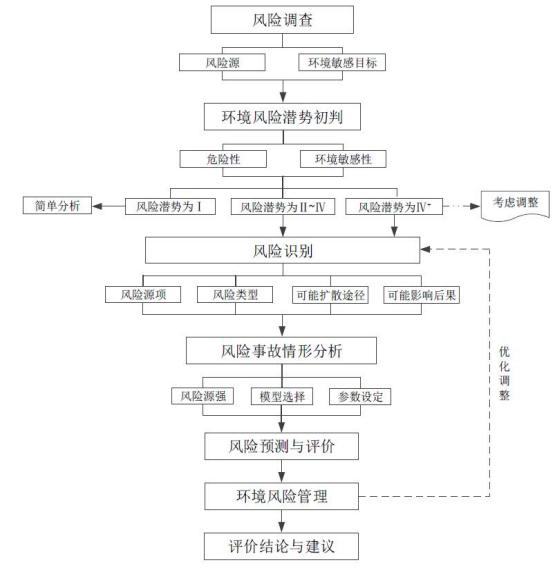 风险调查
风险源
环境敏感目标
环境风险潜势初判
危险性
环境敏感性
简单分析
风险潜势为Ⅰ
风险潜势为Ⅱ~Ⅳ
风险潜势为Ⅳ⁺
考虑调整
风险识别
风险源项
风险类型
可能扩散途径
可能影响后果
风险事故情形分析
优化调整
风险源强
模型选择
参数设定
风险预测与评价
环境风险管理
评价结论与建议